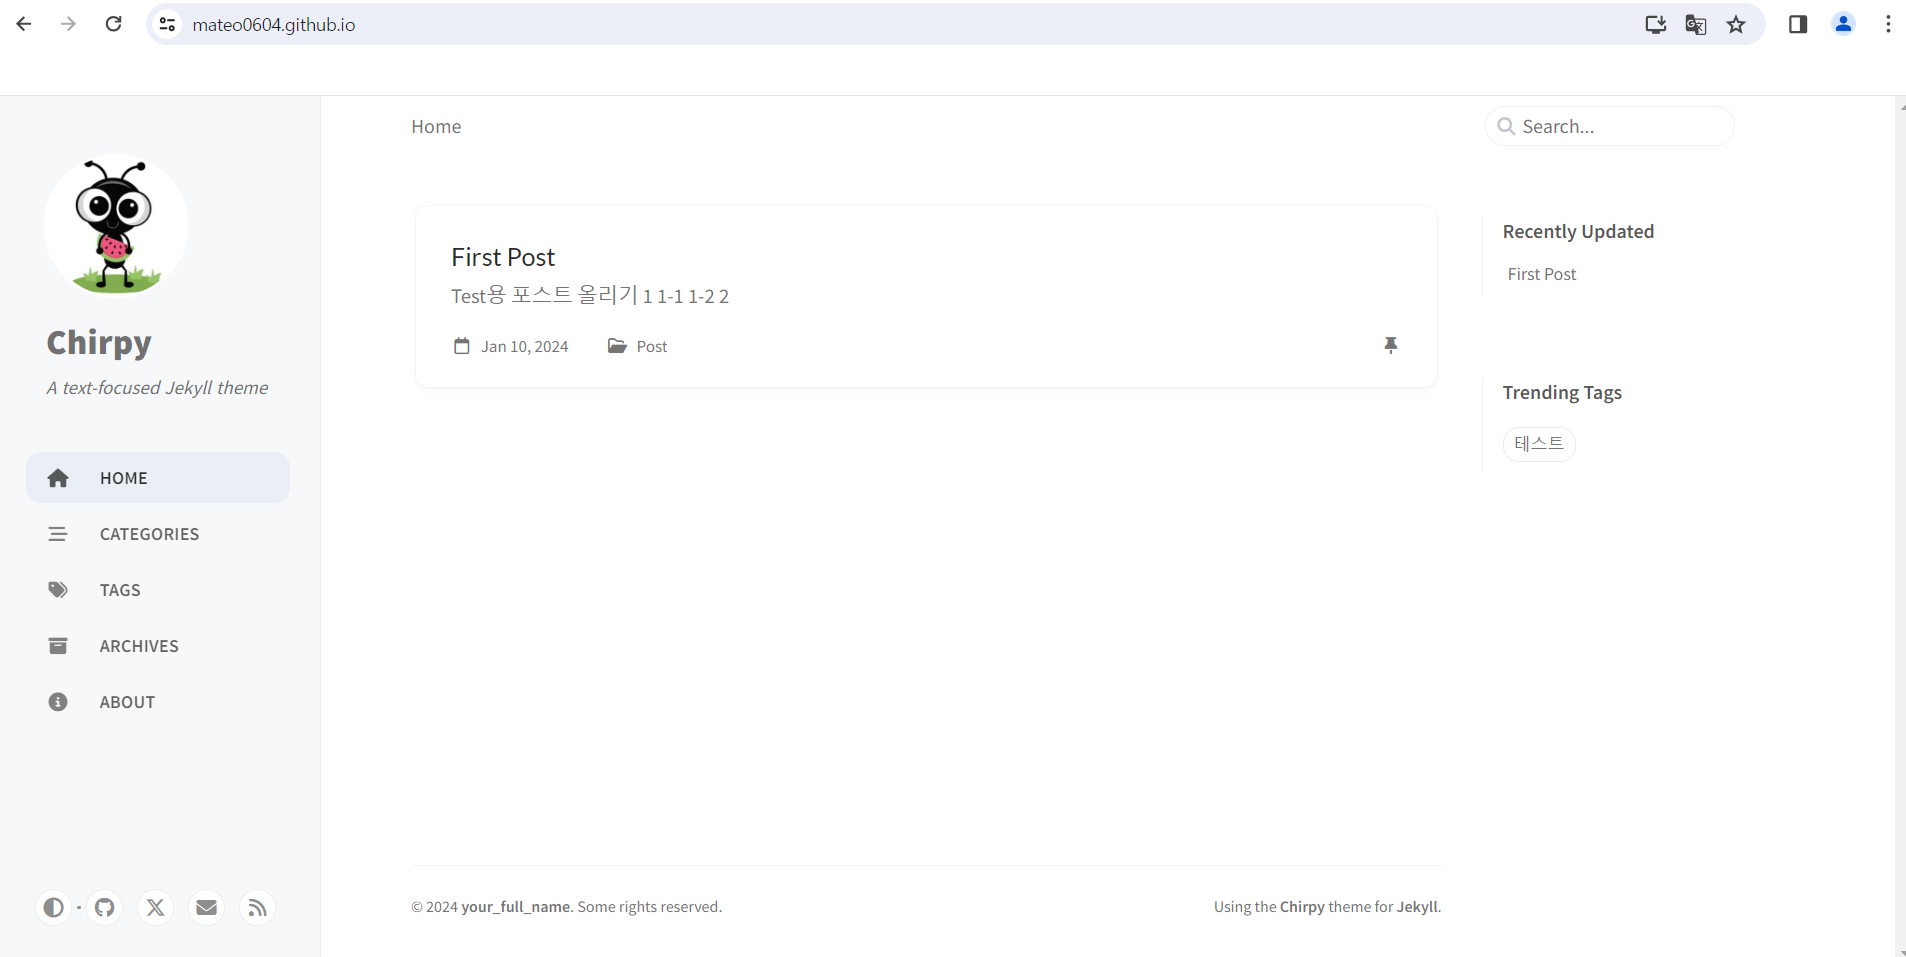 mateo0604.github.io
Home
Search...
Chirpy
A text-focused Jekyll theme
HOME
CATEGORIES
TAGS
ARCHIVES
ABOUT
First Post
Test용 포스트 올리기 1 1-1 1-2 2
Jan 10, 2024 Post
Recently Updated
First Post
Trending Tags
테스트
© 2024 your_full_name. Some rights reserved.
Using the Chirpy theme for Jekyll.